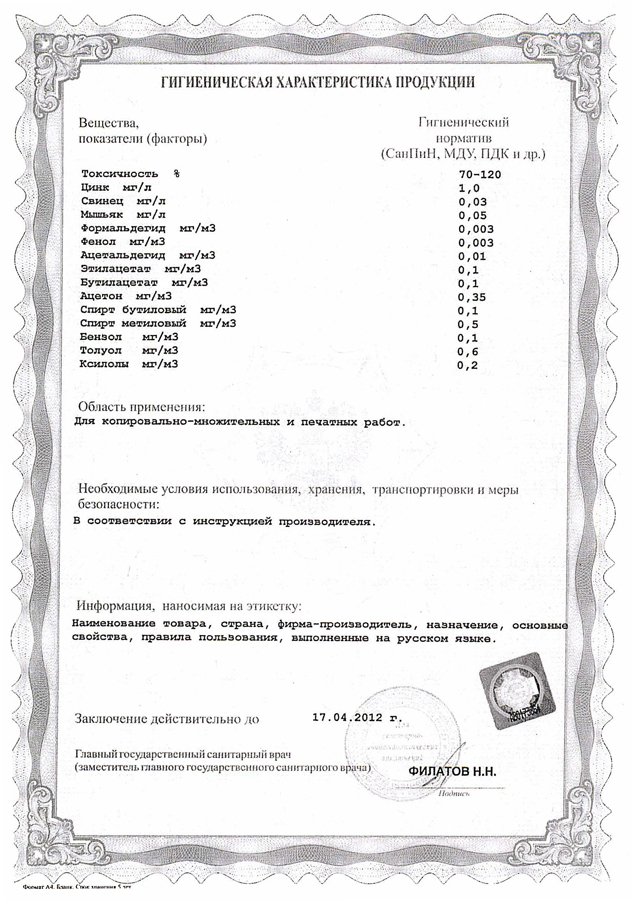 ГИГИЕНИЧЕСКАЯ ХАРАКТЕРИСТИКА ПРОДУКЦИИ
Вещества,
показатели (факторы)
Гигиенический
норматив
(СанПиН, МДУ, ПДК и др.)
Токсичность % 70-120
Цинк мг/л 1,0
Свинец мг/л 0,03
Мышьяк мг/л 0,05
Формальдегид мг/м3 0,003
Фенол мг/м3 0,003
Ацетальдегид мг/м3 0,01
Этилацетат мг/м3 0,1
Бутилацетат мг/м3 0,1
Ацетон мг/м3 0,35
Спирт бутиловый мг/м3 0,1
Спирт метиловый мг/м3 0,5
Бензол мг/м3 0,1
Толуол мг/м3 0,6
Ксилолы мг/м3 0,2
Область применения:
Для копировально-множительных и печатных работ.
Необходимые условия использования, хранения, транспортировки и меры
безопасности:
В соответствии с инструкцией производителя.
Информация, наносимая на этикетку:
Наименование товара, страна, фирма-производитель, назначение, основные
свойства, правила пользования, выполненные на русском языке.
Заключение действительно до 17.04.2012 г.
Для
Главный государственный санитарный врач
(заместитель главного государственного санитарного врача)
ФИЛАТОВ Н.Н.
Подпись
Формат А4. Бланк. Срок хранения 5 лет